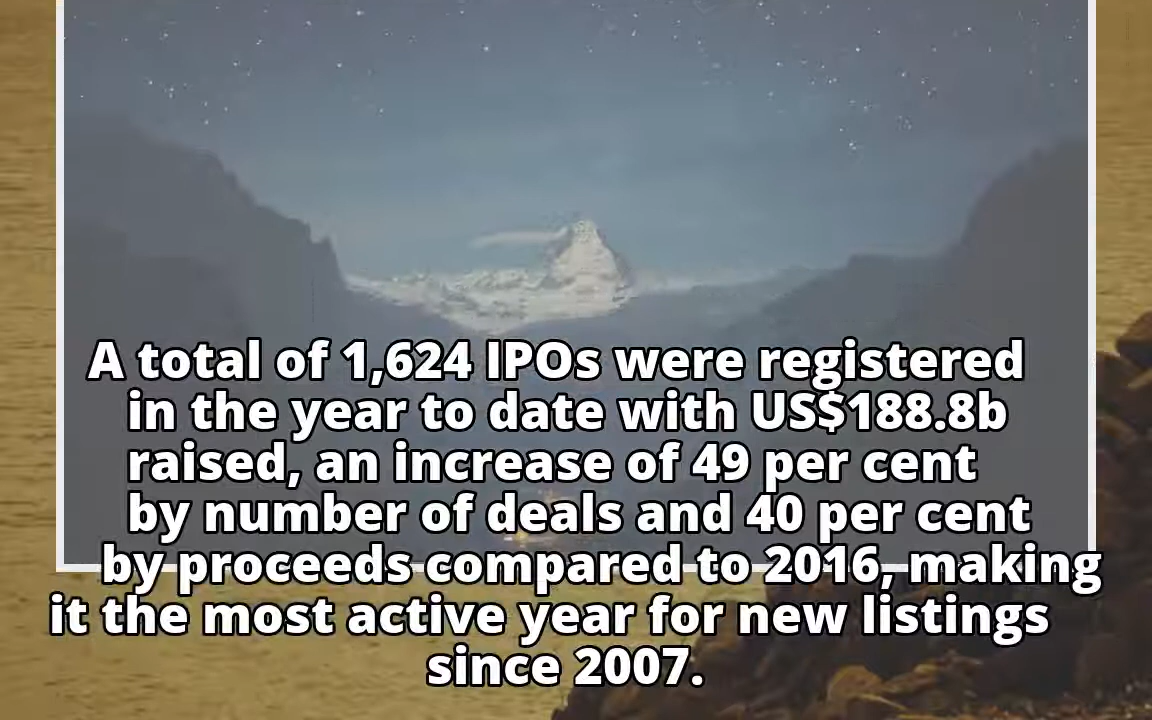 A total of 1,624 IPOs were registered
in the year to date with US$188.8b
raised, an increase of 49 per cent
by number of deals and 40 per cent
by proceeds compared to 2016, making
it the most active year for new listings
since 2007.